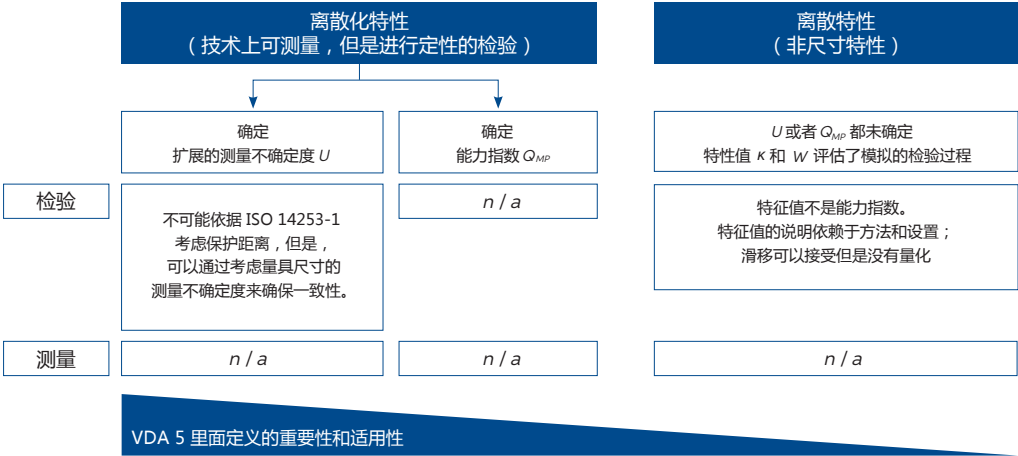 离散化特性
（技术上可测量，但是进行定性的检验）
离散特性
（非尺寸特性）
确定
扩展的测量不确定度 U
确定
能力指数 QMP
U 或者 QMP 都未确定
特性值 κ 和 W 评估了模拟的检验过程
检验
不可能依据 ISO 14253-1
考虑保护距离，但是，
可以通过考虑量具尺寸的
测量不确定度来确保一致性。
n / a
特征值不是能力指数。
特征值的说明依赖于方法和设置；
滑移可以接受但是没有量化
测量
n / a
n / a
n / a
VDA 5 里面定义的重要性和适用性